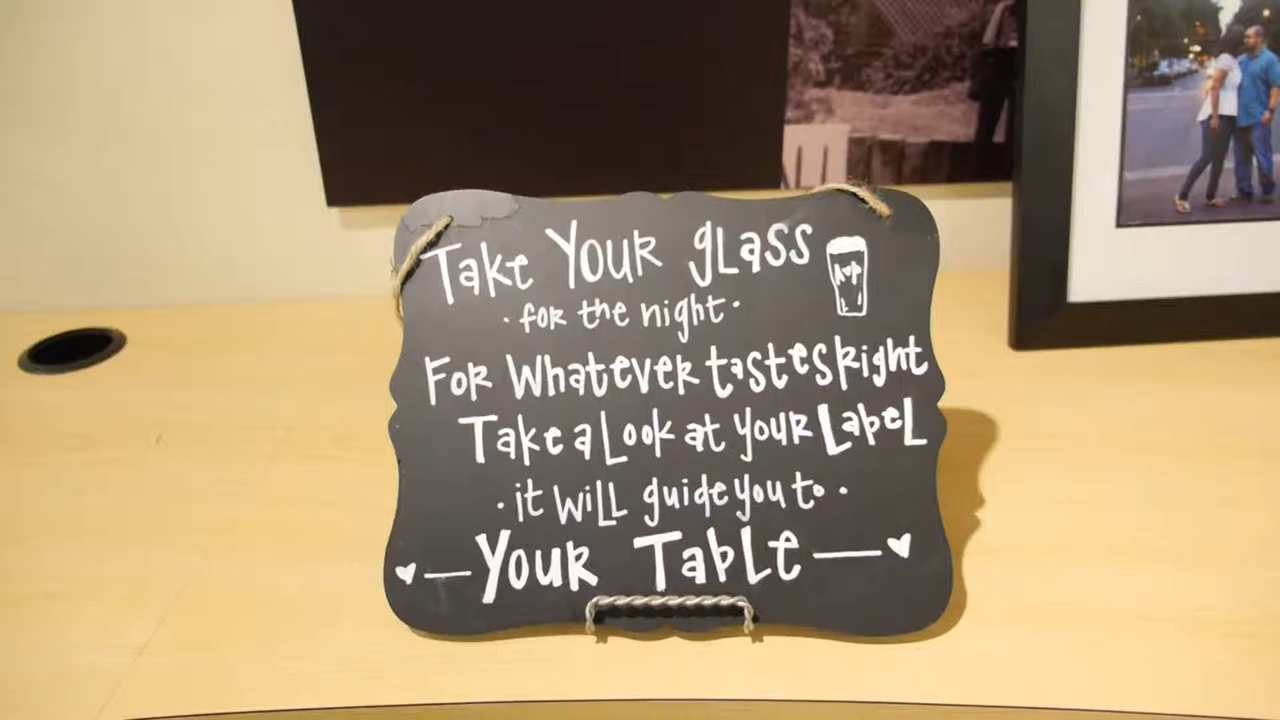 Take Your glass
· for the night ·
For Whatever tastes Right
Take a Look at your Label
· it will guide you to ·
Your Table